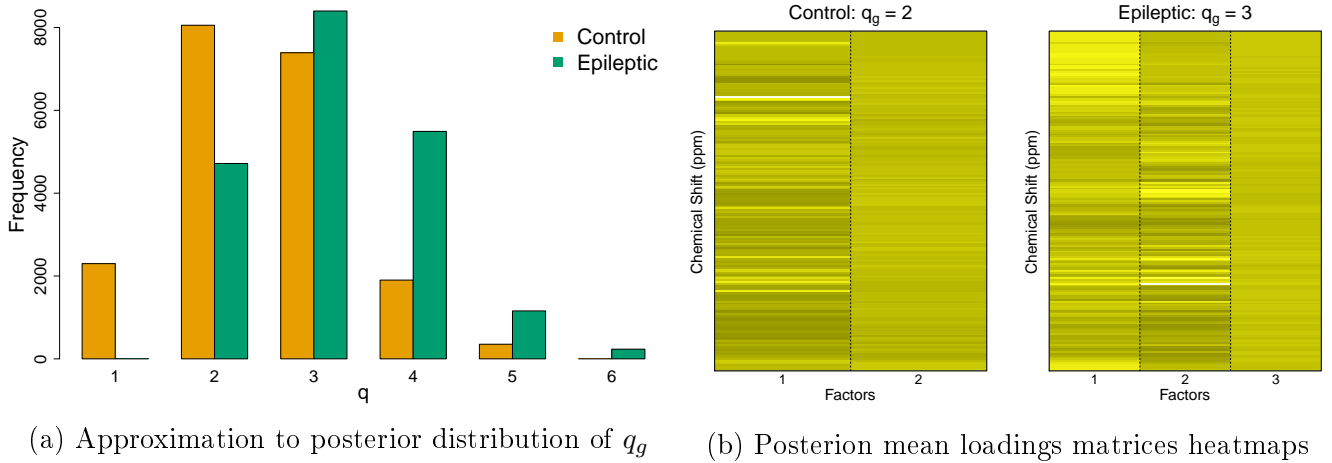 Control
Epileptic
Frequency
0
2000
4000
6000
8000
1 2 3 4 5 6
q
(a) Approximation to posterior distribution of q_g
Control: q_g = 2
Chemical Shift (ppm)
1 2
Factors
Epileptic: q_g = 3
Chemical Shift (ppm)
1 2 3
Factors
(b) Posterion mean loadings matrices heatmaps